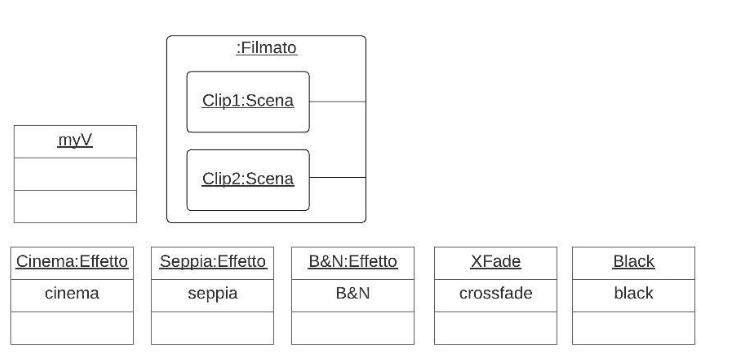 :Filmato
Clip1:Scena
myV
Clip2:Scena
Cinema:Effetto
Seppia:Effetto
B&N:Effetto
XFade
Black
cinema
seppia
B&N
crossfade
black